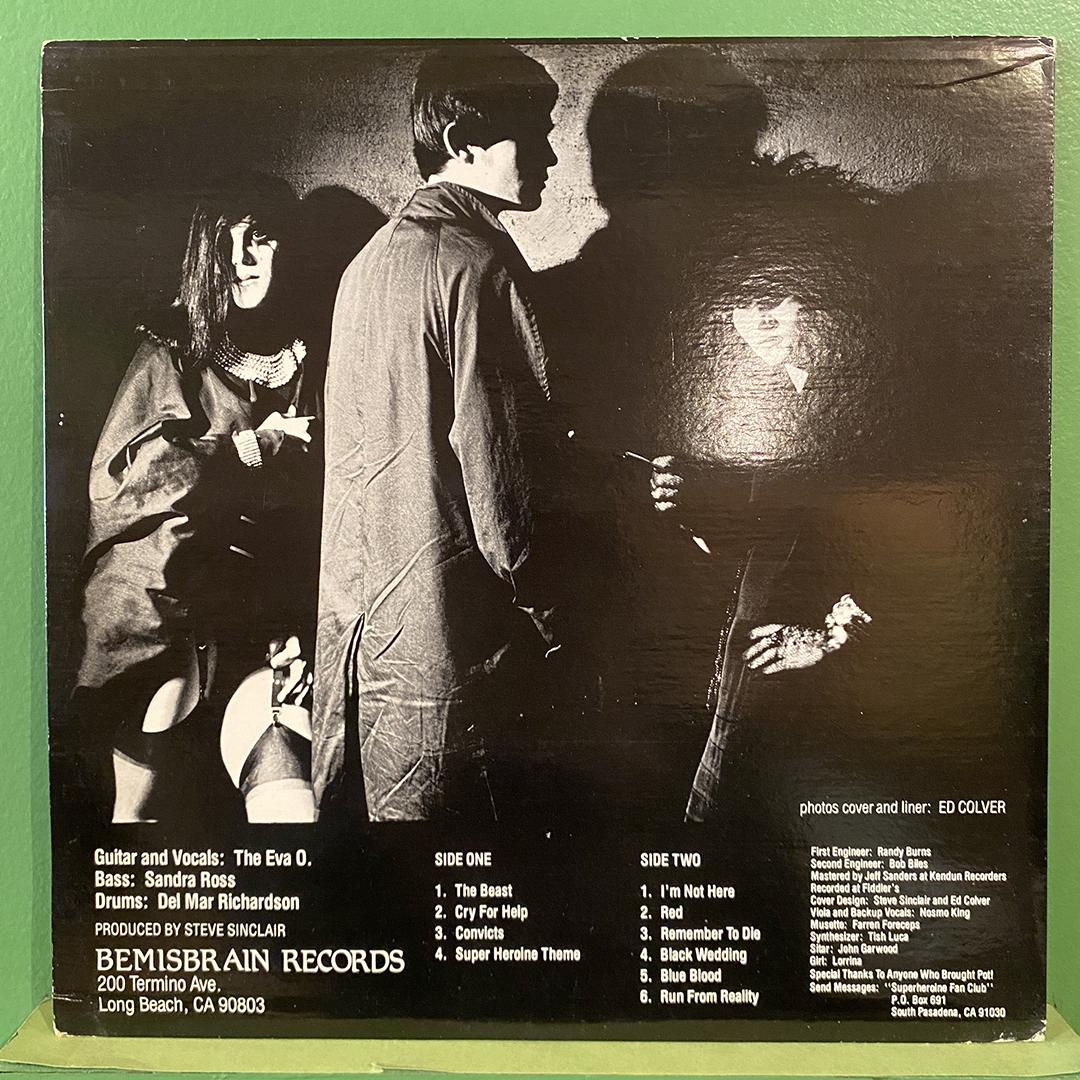 photos cover and liner: ED COLVER
Guitar and Vocals: The Eva O.
Bass: Sandra Ross
Drums: Del Mar Richardson
PRODUCED BY STEVE SINCLAIR
BEMISBRAIN RECORDS
200 Termino Ave.
Long Beach, CA 90803
SIDE ONE
1. The Beast
2. Cry For Help
3. Convicts
4. Super Heroine Theme
SIDE TWO
1. I'm Not Here
2. Red
3. Remember To Die
4. Black Wedding
5. Blue Blood
6. Run From Reality
First Engineer: Randy Burns
Second Engineer: Bob Biles
Mastered by Jeff Sanders at Kendun Recorders
Recorded at Fiddler's
Cover Design: Steve Sinclair and Ed Colver
Viola and Backup Vocals: Nosmo King
Musette: Farren Foreceps
Synthesizer: Tish Luca
Sitar: John Garwood
Girl: Lorrina
Special Thanks To Anyone Who Brought Pot!
Send Messages: "Superheroine Fan Club"
P.O. Box 691
South Pasadena, CA 91030